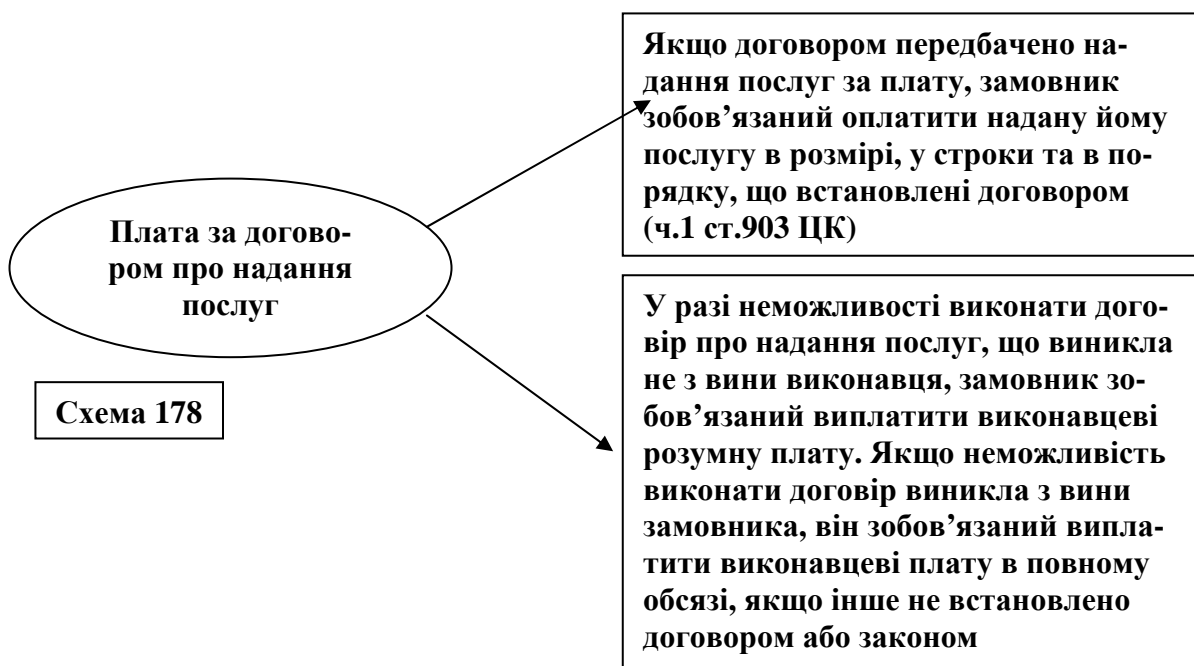 Якщо договором передбачено на-
дання послуг за плату, замовник
зобов’язаний оплатити надану йому
послугу в розмірі, у строки та в по-
рядку, що встановлені договором
(ч.1 ст.903 ЦК)
Плата за догово-
ром про надання
послуг
У разі неможливості виконати дого-
вір про надання послуг, що виникла
не з вини виконавця, замовник зо-
бов’язаний виплатити виконавцеві
розумну плату. Якщо неможливість
виконати договір виникла з вини
замовника, він зобов’язаний випла-
тити виконавцеві плату в повному
обсязі, якщо інше не встановлено
договором або законом
Схема 178